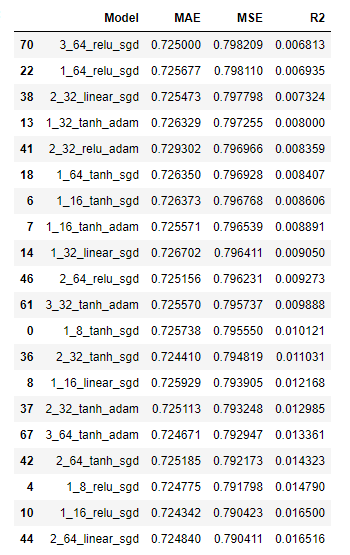 Model MAE MSE R2
70 3_64_relu_sgd 0.725000 0.798209 0.006813
22 1_64_relu_sgd 0.725677 0.798110 0.006935
38 2_32_linear_sgd 0.725473 0.797798 0.007324
13 1_32_tanh_adam 0.726329 0.797255 0.008000
41 2_32_relu_adam 0.729302 0.796966 0.008359
18 1_64_tanh_sgd 0.726350 0.796928 0.008407
6 1_16_tanh_sgd 0.726373 0.796768 0.008606
7 1_16_tanh_adam 0.725571 0.796539 0.008891
14 1_32_linear_sgd 0.726702 0.796411 0.009050
46 2_64_relu_sgd 0.725156 0.796231 0.009273
61 3_32_tanh_adam 0.725570 0.795737 0.009888
0 1_8_tanh_sgd 0.725738 0.795550 0.010121
36 2_32_tanh_sgd 0.724410 0.794819 0.011031
8 1_16_linear_sgd 0.725929 0.793905 0.012168
37 2_32_tanh_adam 0.725113 0.793248 0.012985
67 3_64_tanh_adam 0.724671 0.792947 0.013361
42 2_64_tanh_sgd 0.725185 0.792173 0.014323
4 1_8_relu_sgd 0.724775 0.791798 0.014790
10 1_16_relu_sgd 0.724342 0.790423 0.016500
44 2_64_linear_sgd 0.724840 0.790411 0.016516